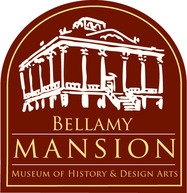 BELLAMY
MANSION
MUSEUM OF HISTORY & DESIGN ARTS